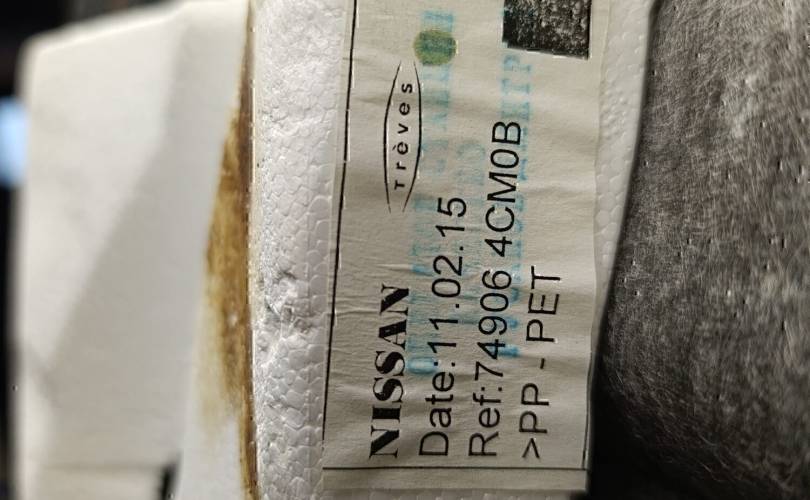 Trèves
NISSAN
Date:11.02.15
Ref:74906 4CM0B
>PP - PET